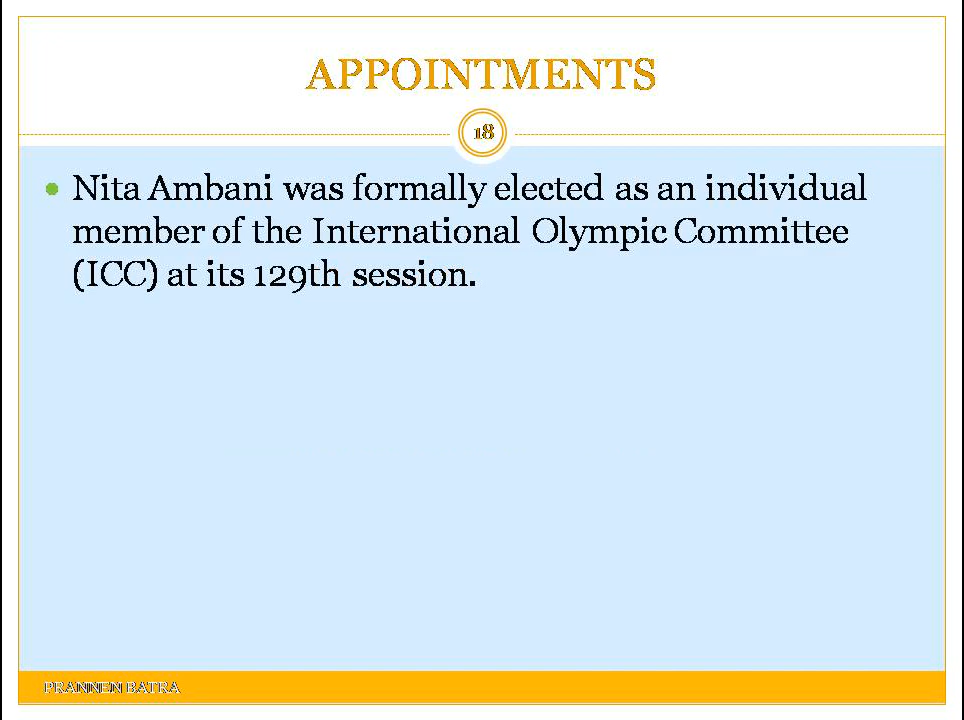 APPOINTMENTS
18
• Nita Ambani was formally elected as an individual
member of the International Olympic Committee
(ICC) at its 129th session.
PRANNEN BATRA